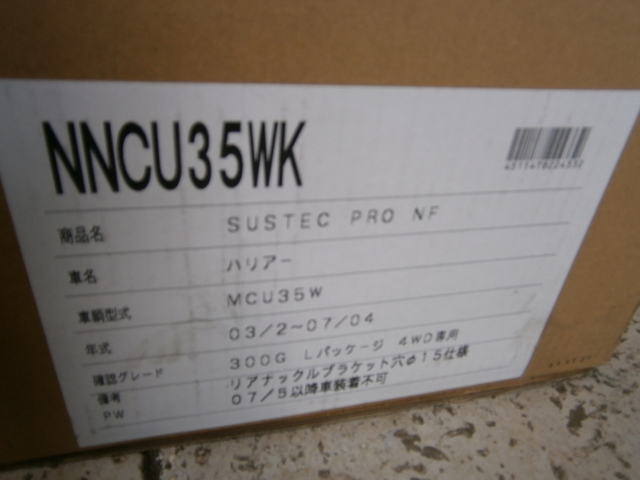 NNCU35WK
4511478224332
商品名 SUSTEC PRO NF
車名 ハリアー
車輌型式 MCU35W
年式 03/2~07/04
確認グレード 300G Lパッケージ 4WD専用
備考 リアナックルブラケット穴φ15仕様
PW 07/5以降車装着不可